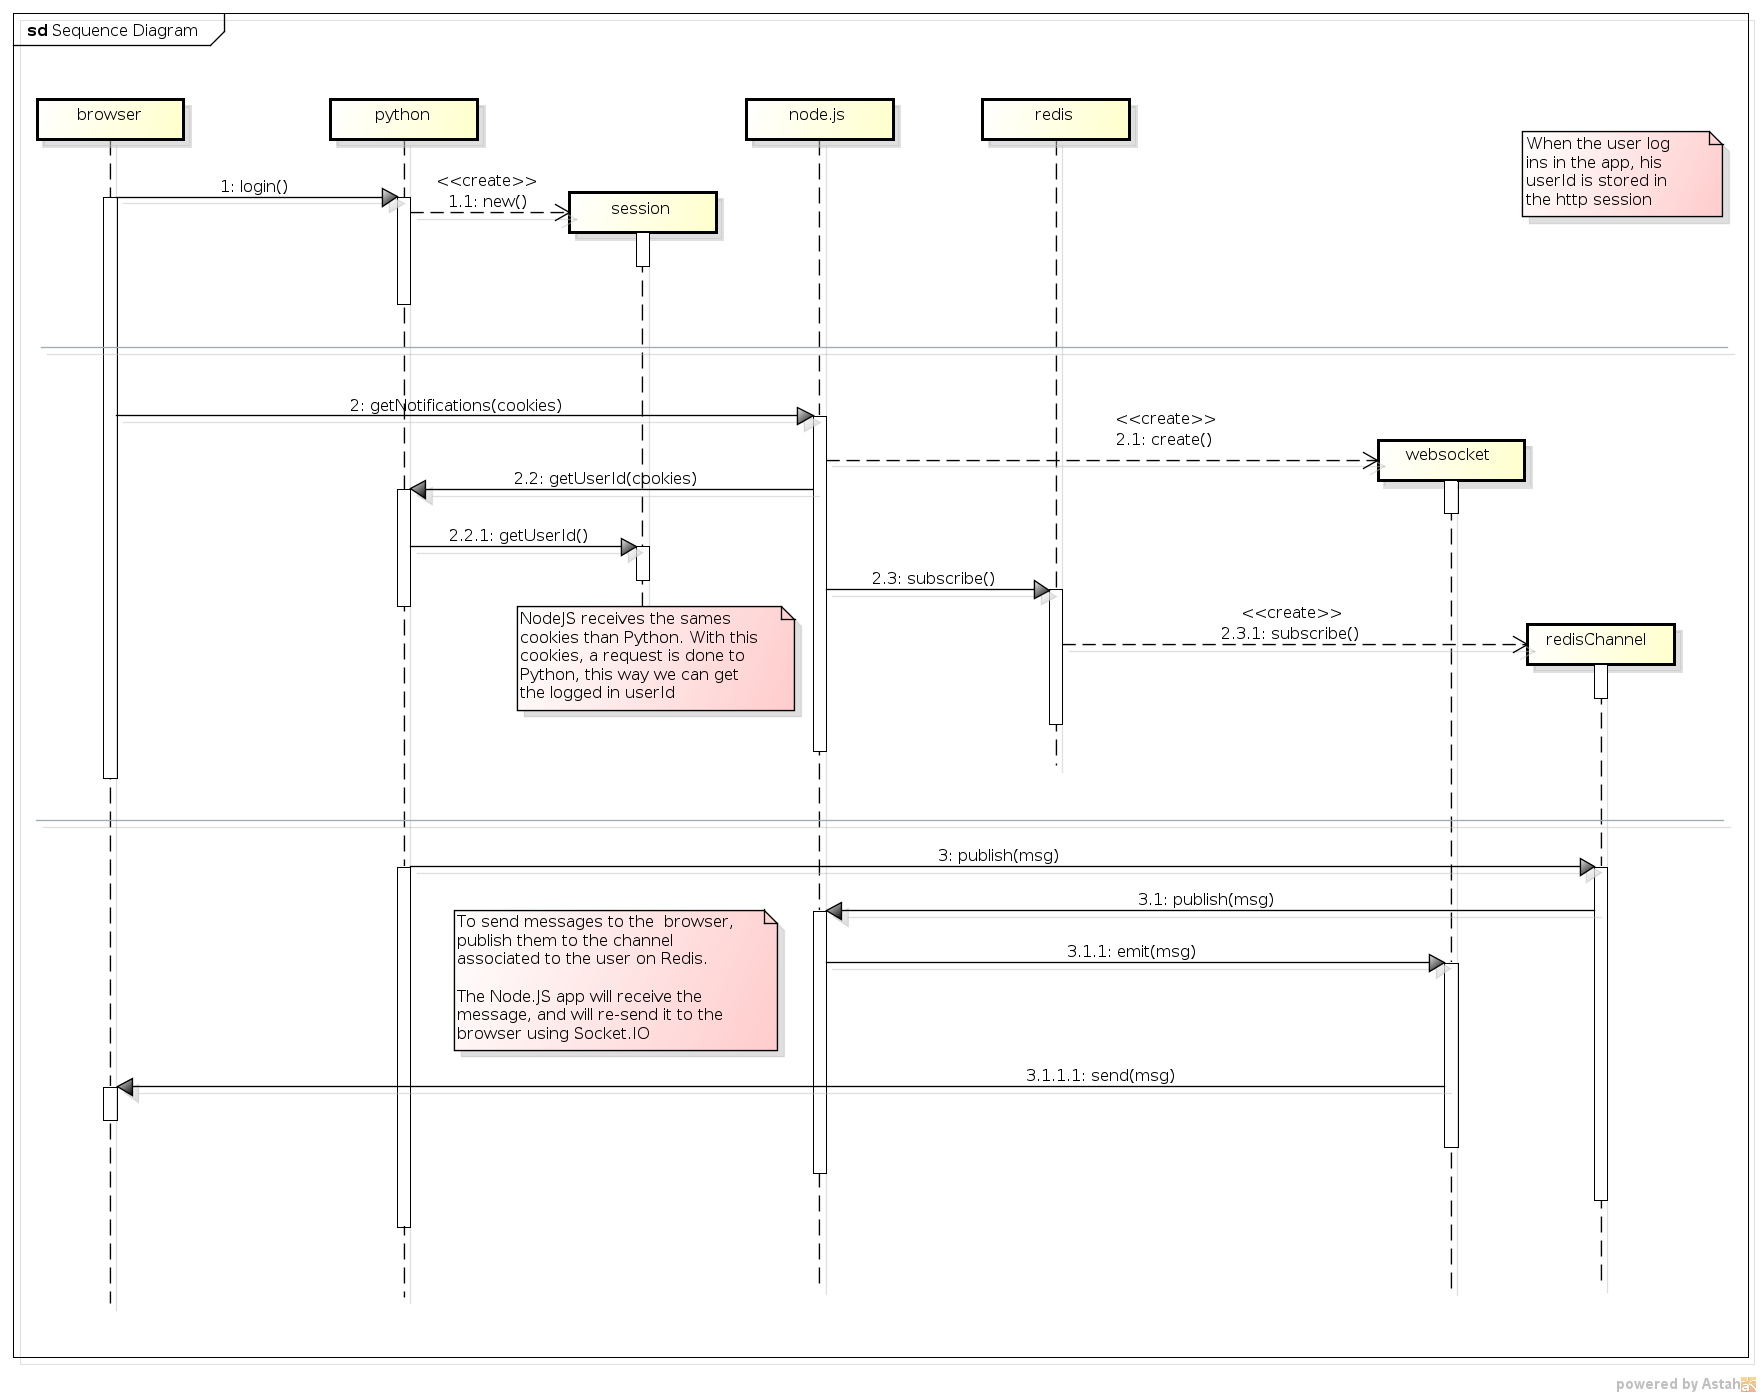 sd Sequence Diagram
browser
python
node.js
redis
When the user log
ins in the app, his
userId is stored in
the http session
1: login()
<<create>>
1.1: new()
session
2: getNotifications(cookies)
<<create>>
2.1: create()
websocket
2.2: getUserId(cookies)
2.2.1: getUserId()
2.3: subscribe()
<<create>>
2.3.1: subscribe()
redisChannel
NodeJS receives the sames
cookies than Python. With this
cookies, a request is done to
Python, this way we can get
the logged in userId
3: publish(msg)
3.1: publish(msg)
To send messages to the  browser,
publish them to the channel
associated to the user on Redis.
The Node.JS app will receive the
message, and will re-send it to the
browser using Socket.IO
3.1.1: emit(msg)
3.1.1.1: send(msg)
powered by Astah